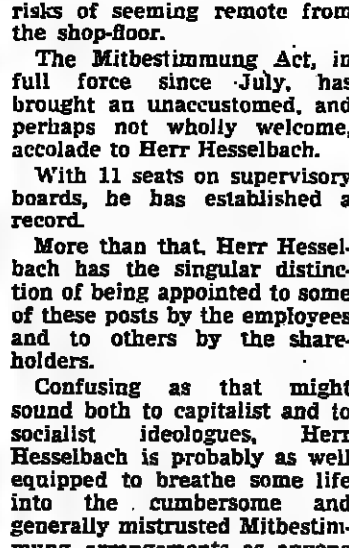 risks of seeming remote from
the shop-floor.
The Mitbestimmung Act, in
full force since July, has
brought an unaccustomed, and
perhaps not wholly welcome,
accolade to Herr Hesselbach.
With 11 seats on supervisory
boards, he has established a
record.
More than that, Herr Hessel-
bach has the singular distinc-
tion of being appointed to some
of these posts by the employees
and to others by the share-
holders.
Confusing as that might
sound both to capitalist and to
socialist ideologues, Herr
Hesselbach is probably as well
equipped to breathe some life
into the cumbersome and
generally mistrusted Mitbestim-
mung arrangements as anyone